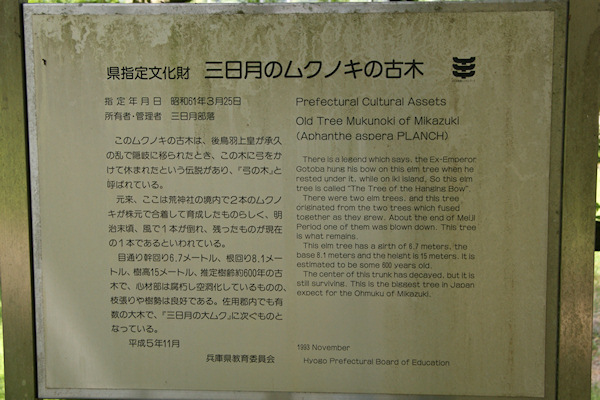 県指定文化財 三日月のムクノキの古木
指定年月日 昭和61年3月25日
所有者・管理者 三日月部落
このムクノキの古木は、後鳥羽上皇が承久
の乱で隠岐に移られたとき、この木に弓をか
けて休まれたという伝説があり、『弓の木』と
呼ばれている。
元来、ここは荒神社の境内で2本のムクノ
キが株元で合着して育成したものらしく、明
治末頃、風で1本が倒れ、残ったものが現在
の1本であるといわれている。
目通り幹回り6.7メートル、根回り8.1メー
トル、樹高15メートル、推定樹齢約600年の古
木で、心材部は腐朽し空洞化しているものの、
枝張りや樹勢は良好である。佐用郡内でも有
数の大木で、『三日月の大ムク』に次ぐものと
なっている。
平成5年11月
兵庫県教育委員会
Prefectural Cultural Assets
Old Tree Mukunoki of Mikazuki
(Aphanthe aspera PLANCH)
There is a legend which says, the Ex-Emperor
Gotoba hung his bow on this elm tree when he
rested under it, while on Iki Island, So this elm
tree is called "The Tree of the Hanging Bow".
There were two elm trees, and this tree
originated from the two trees which fused
together as they grew. About the end of Meiji
Period one of them was blown down. This tree
is what remains.
This elm tree has a girth of 6.7 meters, the
base 8.1 meters and the height is 15 meters. It is
estimated to be some 600 years old.
The center of this trunk has decayed, but it is
still surviving. This is the biggest tree in Japan
expect for the Ohmuku of Mikazuki.
1993 November
Hyogo Prefectural Board of Education